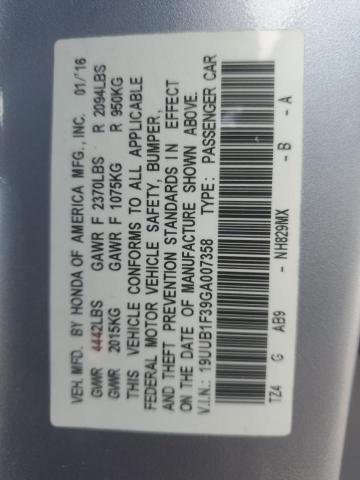 VEH. MFD. BY HONDA OF AMERICA MFG., INC. 01/'16
GVWR 4442LBS GAWR F 2370LBS R 2094LBS
GVWR 2015KG GAWR F 1075KG R 950KG
THIS VEHICLE CONFORMS TO ALL APPLICABLE
FEDERAL MOTOR VEHICLE SAFETY, BUMPER,
AND THEFT PREVENTION STANDARDS IN EFFECT
ON THE DATE OF MANUFACTURE SHOWN ABOVE.
V.I.N.: 19UUB1F39GA007358 TYPE: PASSENGER CAR
TZ4 G AB9 - NH829MX - B - A